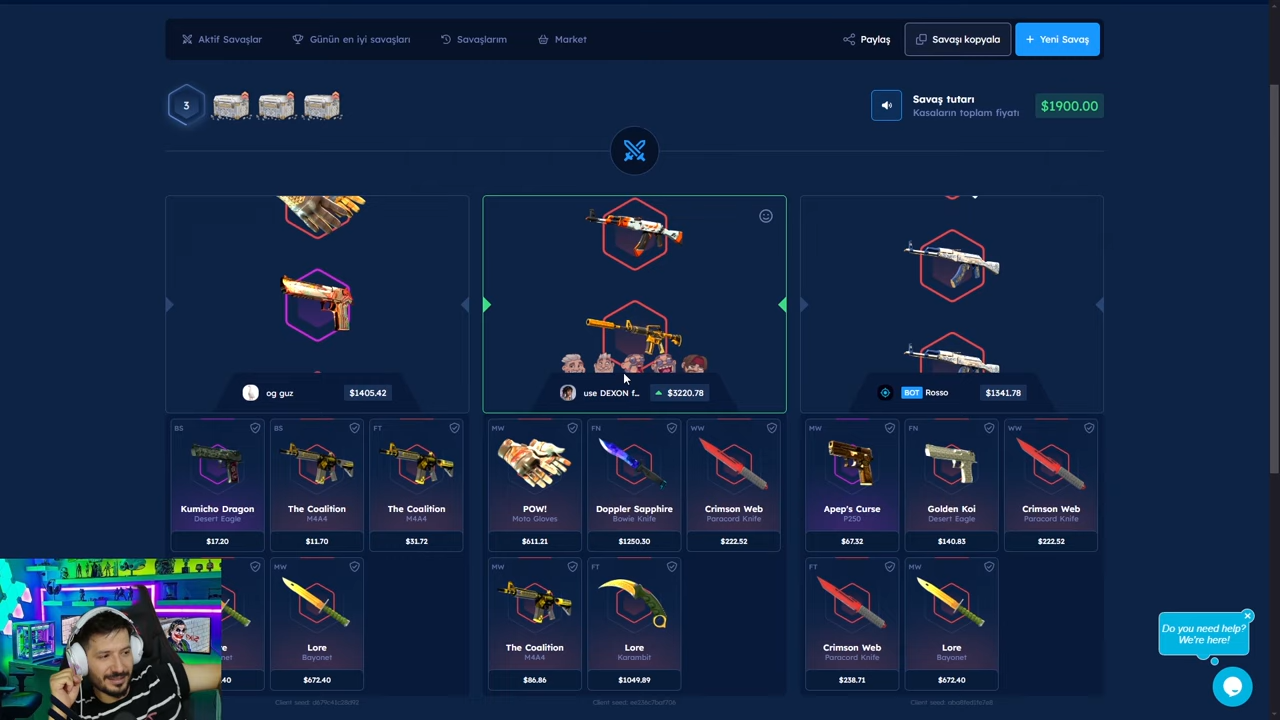 Aktif Savaşlar
Günün en iyi savaşları
Savaşlarım
Market
Paylaş
Savaşı kopyala
+ Yeni Savaş
3
Savaş tutarı
Kasaların toplam fiyatı
$1900.00
og guz
$1405.42
use DEXON f...
$3220.78
BOT Rosso
$1341.78
BS
Kumicho Dragon
Desert Eagle
$17.20
BS
The Coalition
M4A4
$11.70
FT
The Coalition
M4A4
$31.72
MW
POW!
Moto Gloves
$611.21
FN
Doppler Sapphire
Bowie Knife
$1250.30
WW
Crimson Web
Paracord Knife
$222.52
MW
Apep's Curse
P250
$67.32
FN
Golden Koi
Desert Eagle
$140.83
WW
Crimson Web
Paracord Knife
$222.52
MW
Lore
Bayonet
$672.40
MW
The Coalition
M4A4
$86.86
FT
Lore
Karambit
$1049.89
FT
Crimson Web
Paracord Knife
$238.71
MW
Lore
Bayonet
$672.40
Do you need help?
We're here!
Client seed:
Client seed:
Client seed: